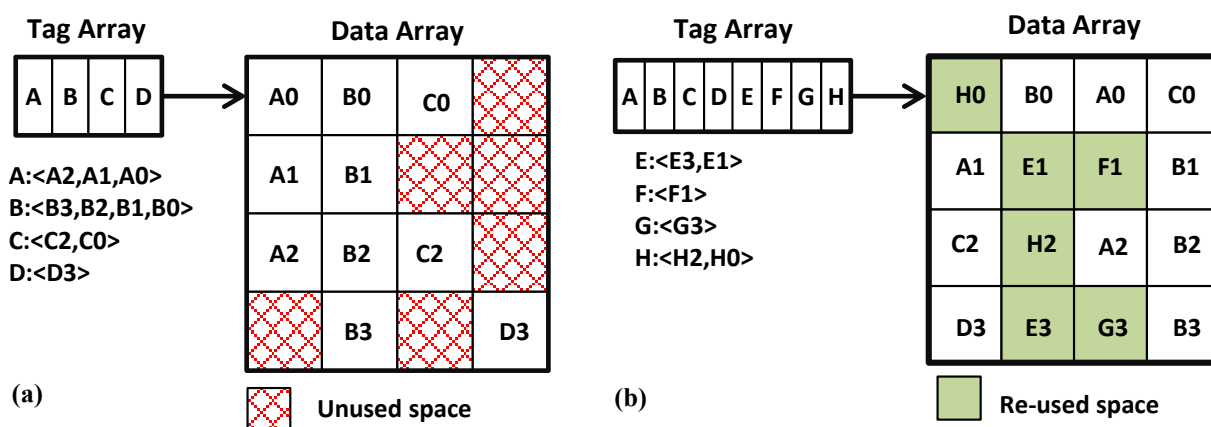 Tag Array
Data Array
A B C D
A0 B0 C0
A1 B1
A2 B2 C2
B3 D3
A:<A2,A1,A0>
B:<B3,B2,B1,B0>
C:<C2,C0>
D:<D3>
(a)
Unused space
Tag Array
Data Array
A B C D E F G H
H0 B0 A0 C0
A1 E1 F1 B1
C2 H2 A2 B2
D3 E3 G3 B3
E:<E3,E1>
F:<F1>
G:<G3>
H:<H2,H0>
(b)
Re-used space